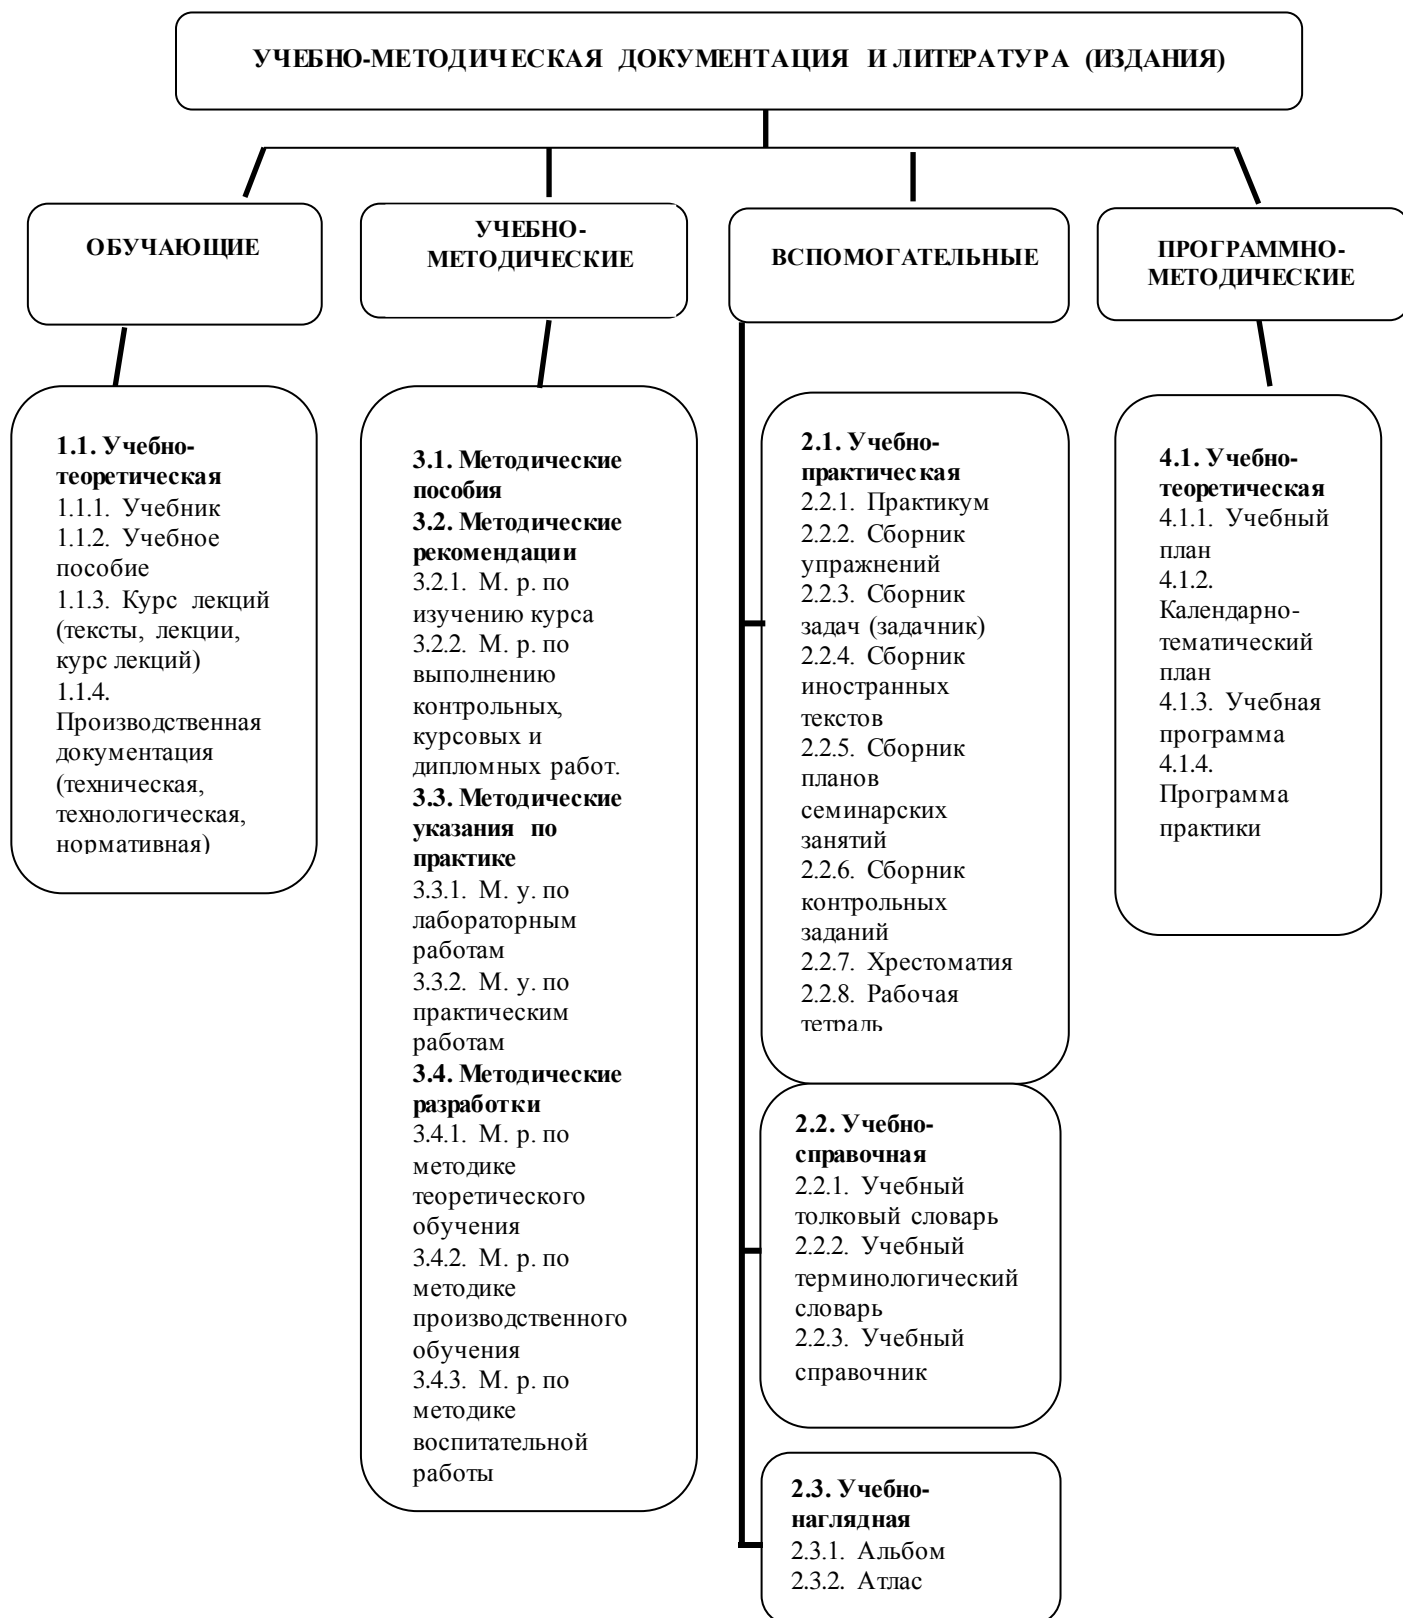 УЧЕБНО-МЕТОДИЧЕСКАЯ ДОКУМЕНТАЦИЯ И ЛИТЕРАТУРА (ИЗДАНИЯ)
ОБУЧАЮЩИЕ
УЧЕБНО-
МЕТОДИЧЕСКИЕ
ВСПОМОГАТЕЛЬНЫЕ
ПРОГРАММНО-
МЕТОДИЧЕСКИЕ
1.1. Учебно-
теоретическая
1.1.1. Учебник
1.1.2. Учебное
пособие
1.1.3. Курс лекций
(тексты, лекции,
курс лекций)
1.1.4.
Производственная
документация
(техническая,
технологическая,
нормативная)
3.1. Методические
пособия
3.2. Методические
рекомендации
3.2.1. М. р. по
изучению курса
3.2.2. М. р. по
выполнению
контрольных,
курсовых и
дипломных работ.
3.3. Методические
указания по
практике
3.3.1. М. у. по
лабораторным
работам
3.3.2. М. у. по
практическим
работам
3.4. Методические
разработки
3.4.1. М. р. по
методике
теоретического
обучения
3.4.2. М. р. по
методике
производственного
обучения
3.4.3. М. р. по
методике
воспитательной
работы
2.1. Учебно-
практическая
2.2.1. Практикум
2.2.2. Сборник
упражнений
2.2.3. Сборник
задач (задачник)
2.2.4. Сборник
иностранных
текстов
2.2.5. Сборник
планов
семинарских
занятий
2.2.6. Сборник
контрольных
заданий
2.2.7. Хрестоматия
2.2.8. Рабочая
тетрадь
2.2. Учебно-
справочная
2.2.1. Учебный
толковый словарь
2.2.2. Учебный
терминологический
словарь
2.2.3. Учебный
справочник
2.3. Учебно-
наглядная
2.3.1. Альбом
2.3.2. Атлас
4.1. Учебно-
теоретическая
4.1.1. Учебный
план
4.1.2.
Календарно-
тематический
план
4.1.3. Учебная
программа
4.1.4.
Программа
практики